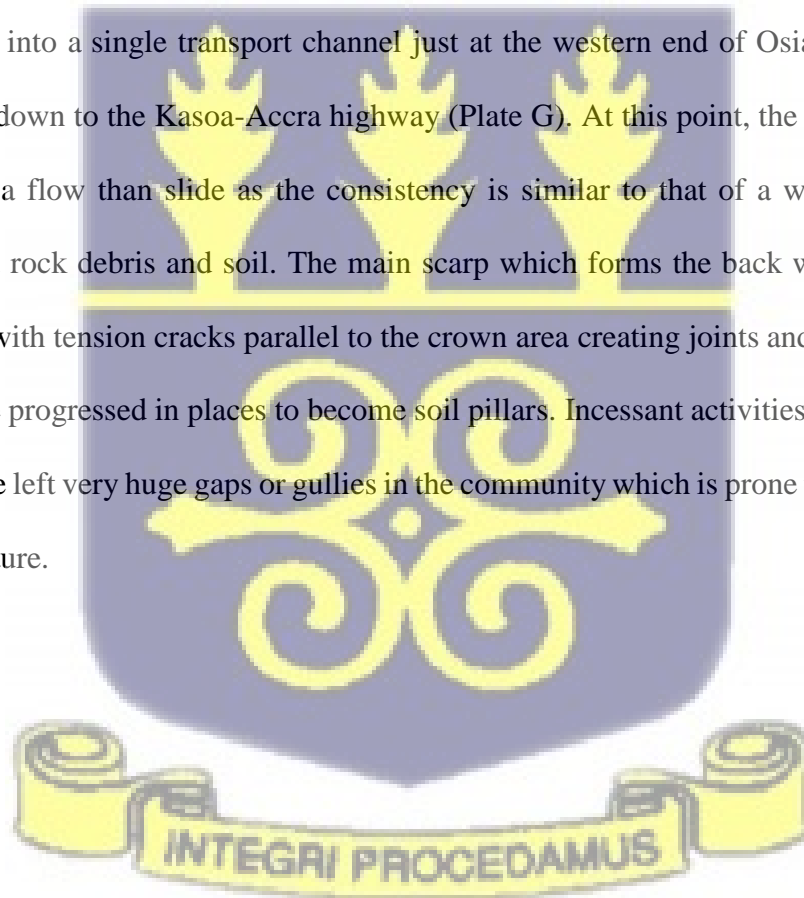 into a single transport channel just at the western end of Osia
down to the Kasoa-Accra highway (Plate G). At this point, the
a flow than slide as the consistency is similar to that of a w
rock debris and soil. The main scarp which forms the back w
with tension cracks parallel to the crown area creating joints and
progressed in places to become soil pillars. Incessant activities
e left very huge gaps or gullies in the community which is prone
ture.
INTEGRI PROCEDAMUS